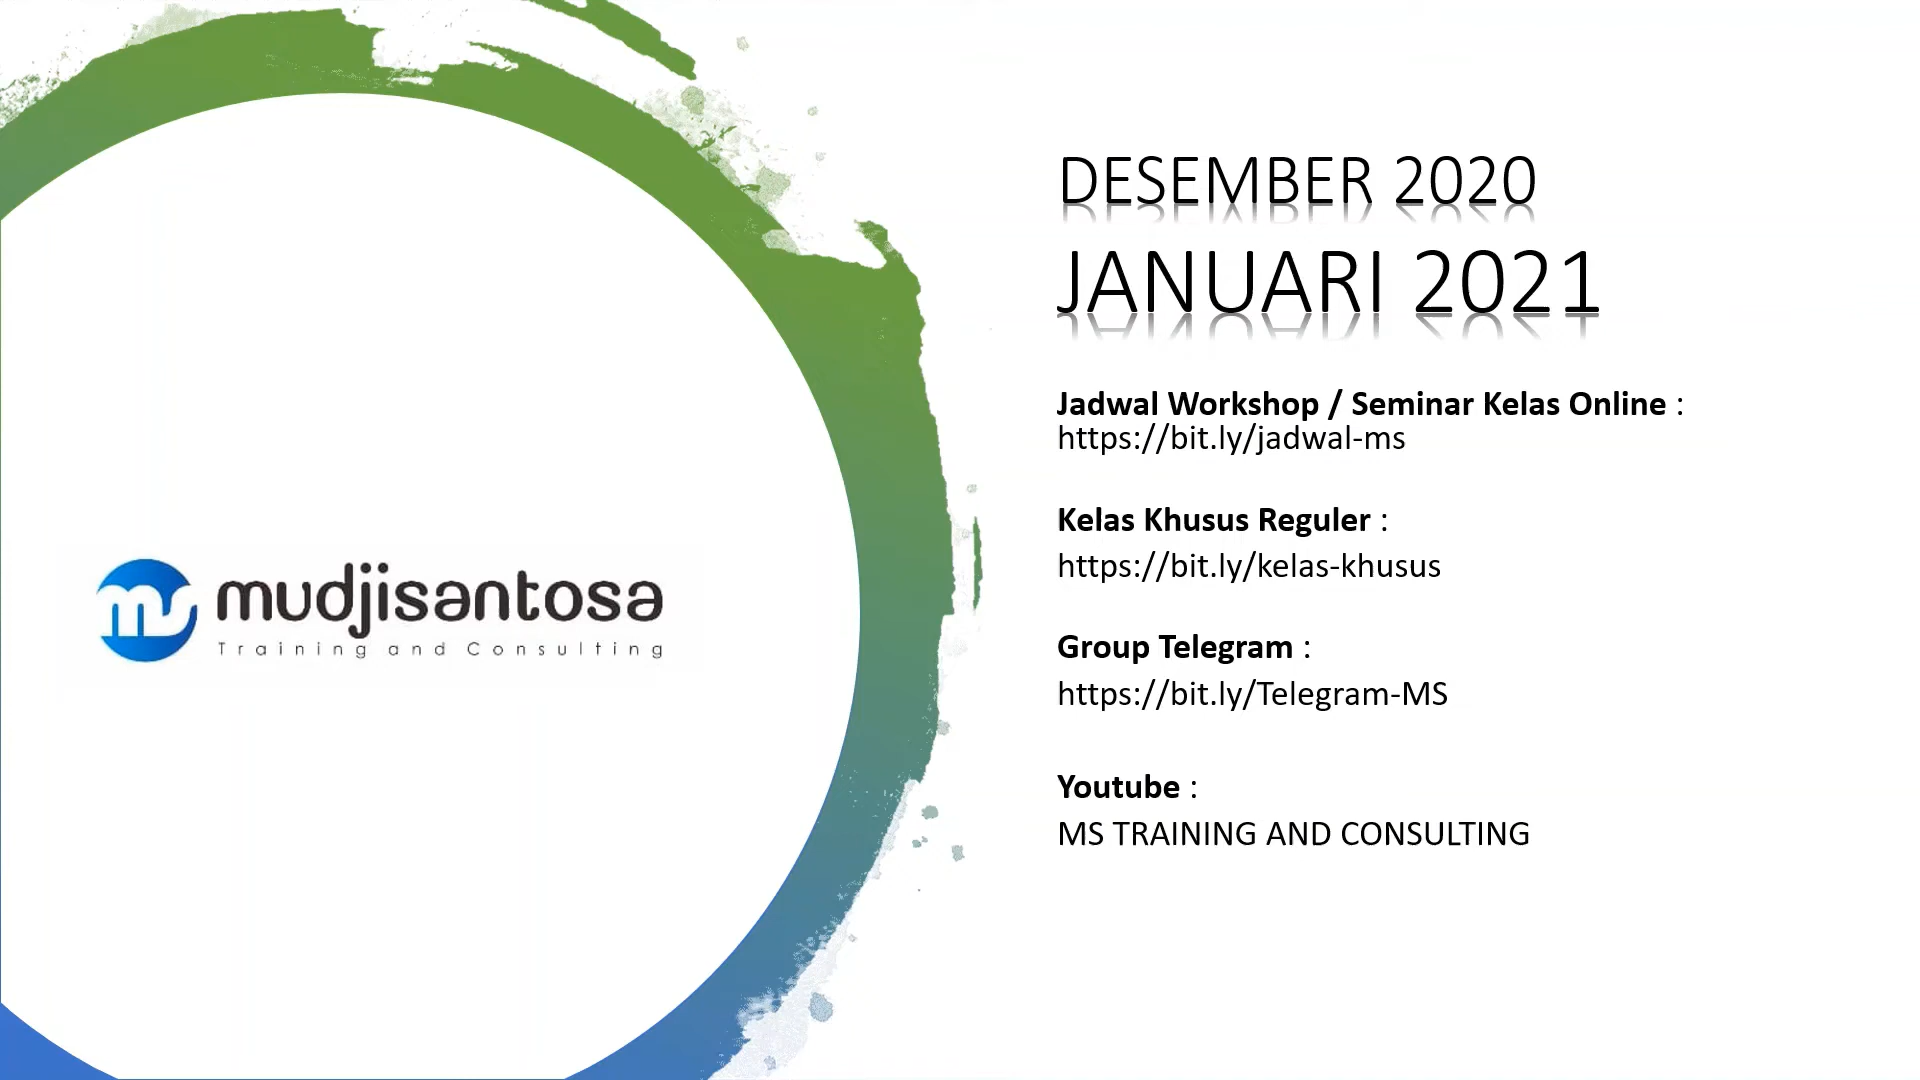 mudjisantosa
Training and Consulting
DESEMBER 2020
JANUARI 2021
Jadwal Workshop / Seminar Kelas Online :
https://bit.ly/jadwal-ms
Kelas Khusus Reguler :
https://bit.ly/kelas-khusus
Group Telegram :
https://bit.ly/Telegram-MS
Youtube :
MS TRAINING AND CONSULTING